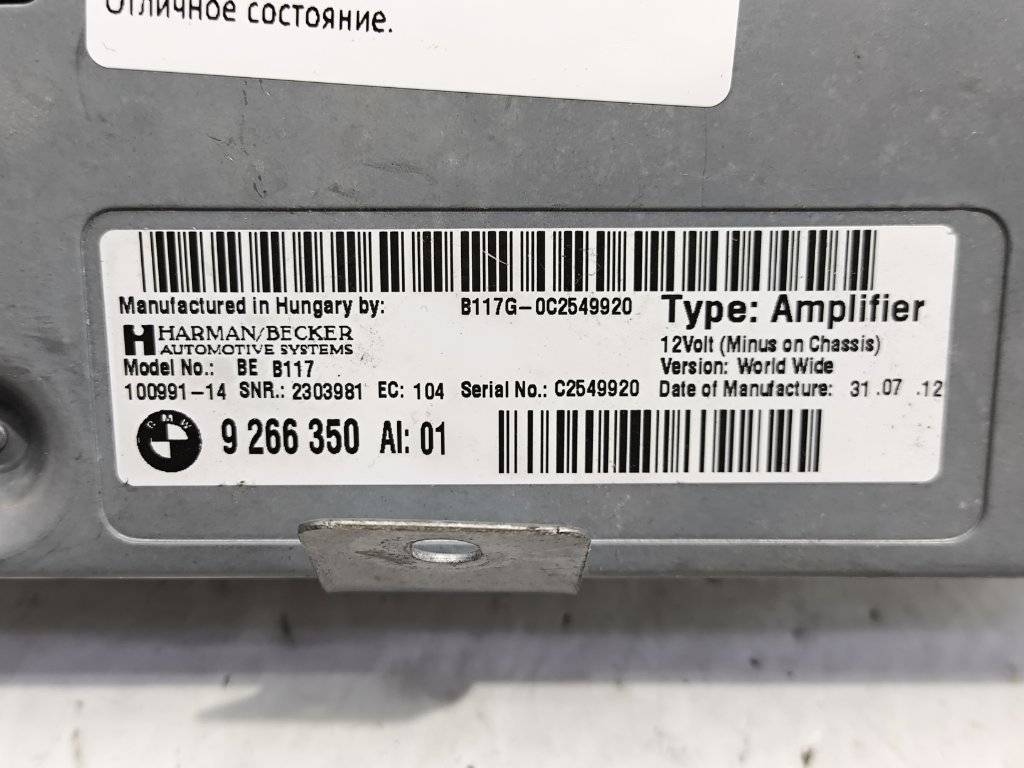 Отличное состояние.
Manufactured in Hungary by: B117G-0C2549920 Type: Amplifier
HARMAN/BECKER
AUTOMOTIVE SYSTEMS
12Volt (Minus on Chassis)
Model No.: BE B117 Version: World Wide
100991-14 SNR.: 2303981 EC: 104 Serial No.: C2549920 Date of Manufacture: 31.07 .12
BMW 9 266 350 AI: 01